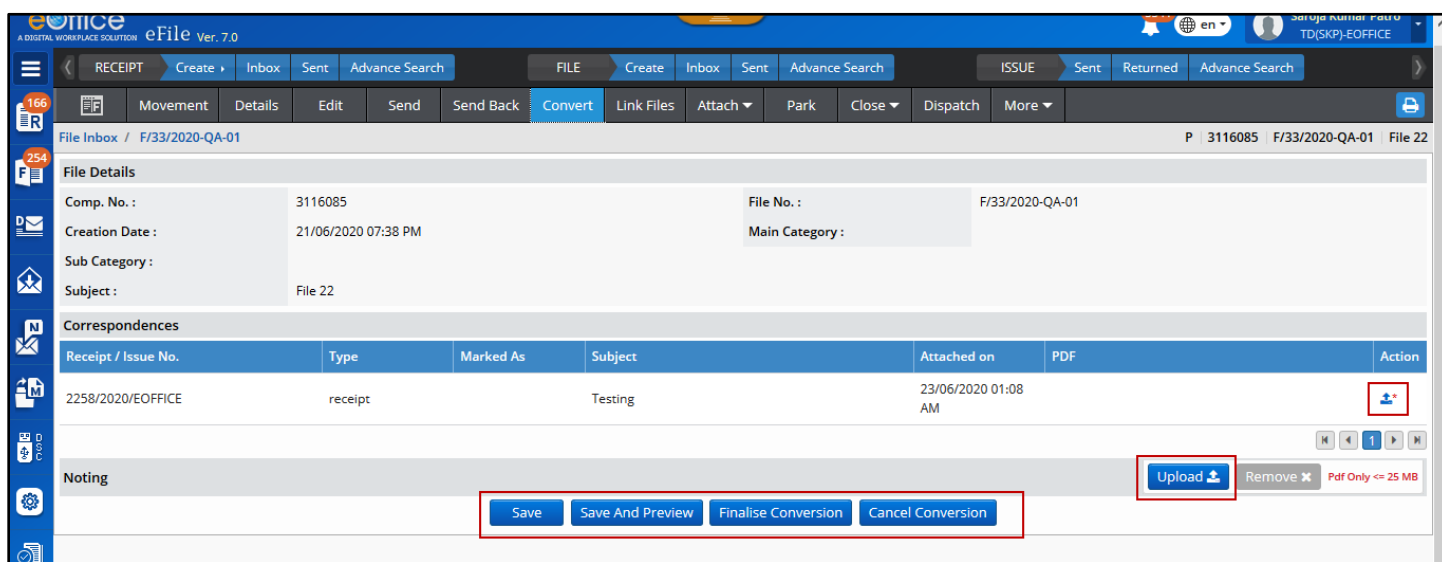 eOffice
A DIGITAL WORKPLACE SOLUTION eFile Ver. 7.0
en
Saroja Kumar Patro
TD(SKP)-EOFFICE
RECEIPT Create Inbox Sent Advance Search FILE Create Inbox Sent Advance Search ISSUE Sent Returned Advance Search
Movement Details Edit Send Send Back Convert Link Files Attach Park Close Dispatch More
166
R
File Inbox / F/33/2020-QA-01 P 3116085 F/33/2020-QA-01 File 22
254
F
File Details
Comp. No. : 3116085 File No. : F/33/2020-QA-01
D
Creation Date : 21/06/2020 07:38 PM Main Category :
Sub Category :
Subject : File 22
N
Correspondences
Receipt / Issue No. Type Marked As Subject Attached on PDF Action
M
2258/2020/EOFFICE receipt Testing 23/06/2020 01:08 AM *
DSC
1
Noting Upload Remove × Pdf Only <= 25 MB
Save Save And Preview Finalise Conversion Cancel Conversion